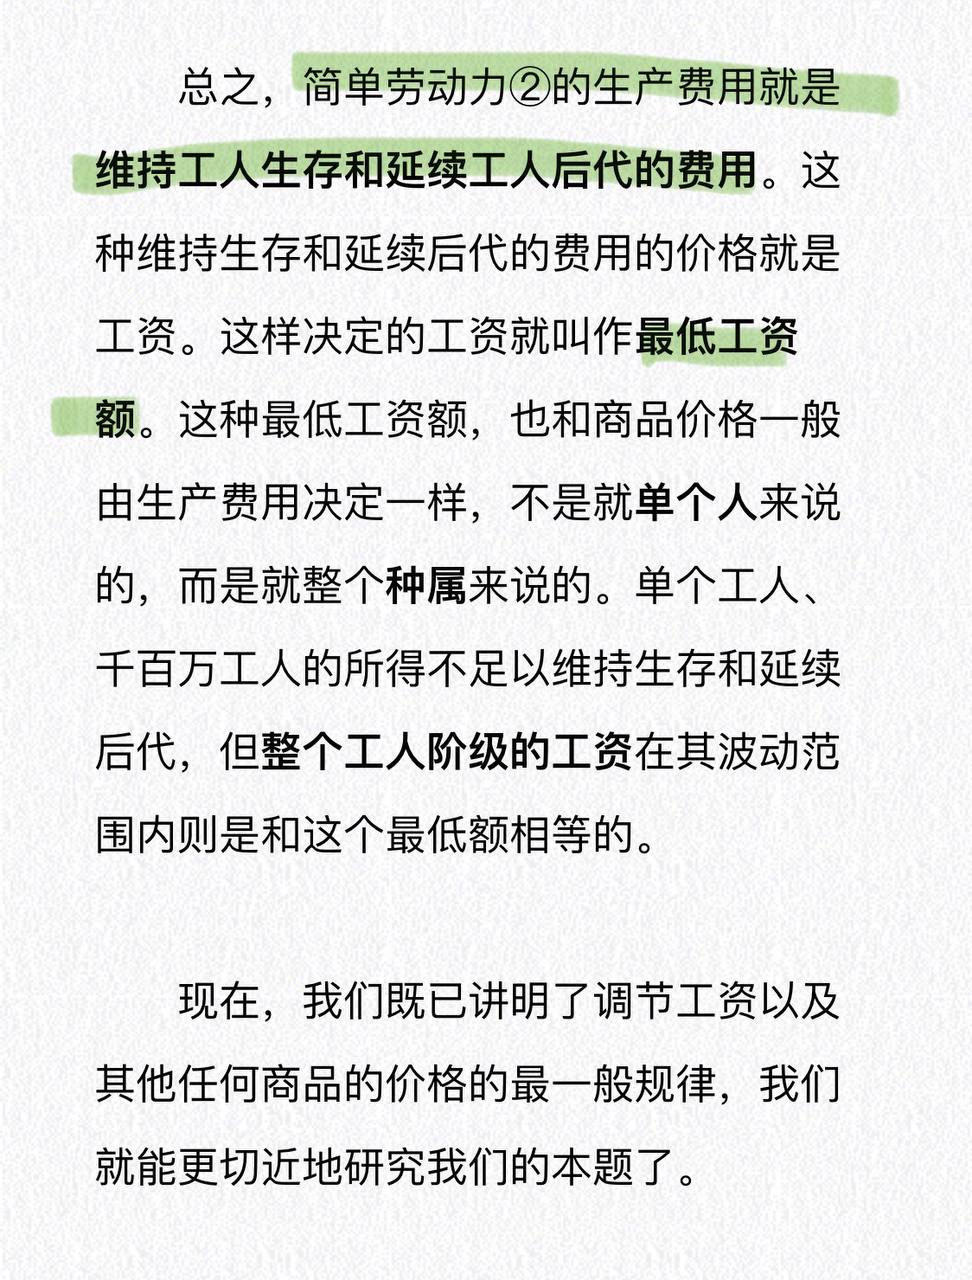 总之，简单劳动力②的生产费用就是
维持工人生存和延续工人后代的费用。这
种维持生存和延续后代的费用的价格就是
工资。这样决定的工资就叫作最低工资
额。这种最低工资额，也和商品价格一般
由生产费用决定一样，不是就单个人来说
的，而是就整个种属来说的。单个工人、
千百万工人的所得不足以维持生存和延续
后代，但整个工人阶级的工资在其波动范
围内则是和这个最低额相等的。
现在，我们既已讲明了调节工资以及
其他任何商品的价格的最一般规律，我们
就能更切近地研究我们的本题了。